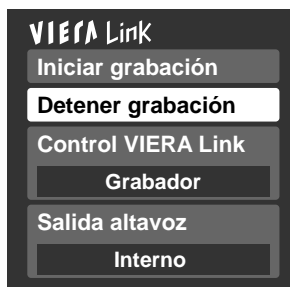 VIERA Link
Iniciar grabación
Detener grabación
Control VIERA Link
Grabador
Salida altavoz
Interno